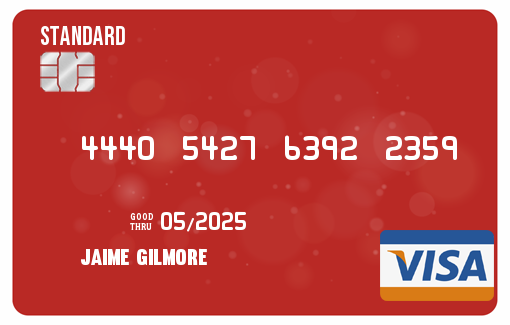 STANDARD
4440 5427 6392 2359
GOOD
THRU 05/2025
JAIME GILMORE
VISA